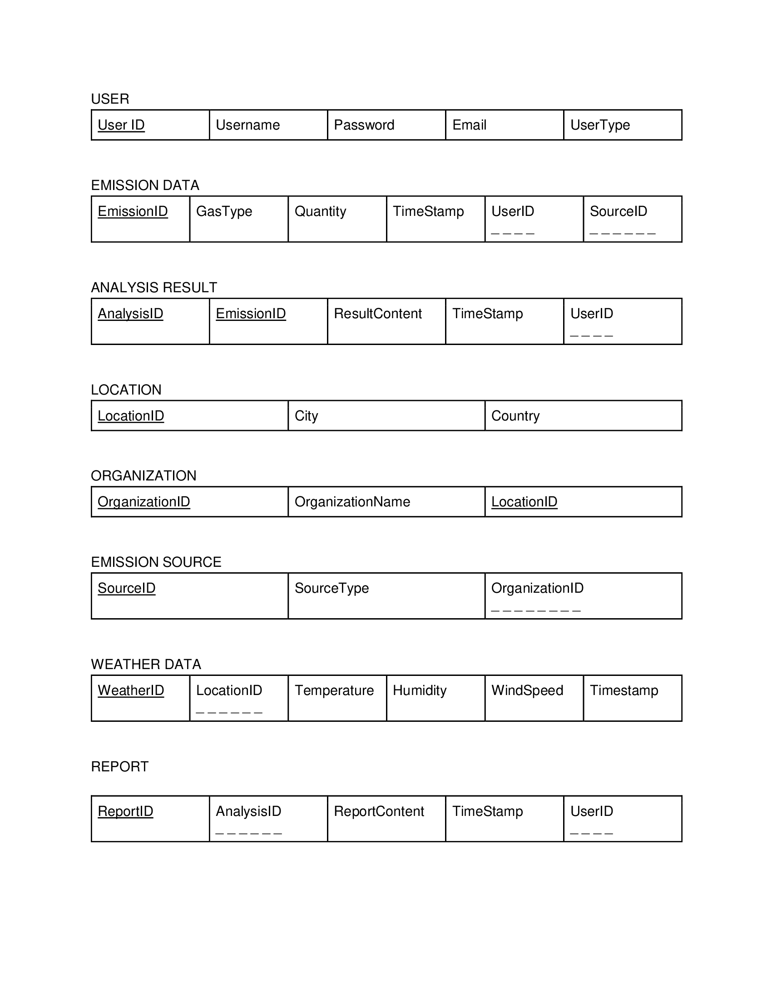 USER
User ID Username Password Email UserType
EMISSION DATA
EmissionID GasType Quantity TimeStamp UserID SourceID
_ _ _ _ _ _ _ _ _ _
ANALYSIS RESULT
AnalysisID EmissionID ResultContent TimeStamp UserID
_ _ _ _
LOCATION
LocationID City Country
ORGANIZATION
OrganizationID OrganizationName LocationID
EMISSION SOURCE
SourceID SourceType OrganizationID
_ _ _ _ _ _ _ _
WEATHER DATA
WeatherID LocationID Temperature Humidity WindSpeed Timestamp
_ _ _ _ _ _
REPORT
ReportID AnalysisID ReportContent TimeStamp UserID
_ _ _ _ _ _ _ _ _ _